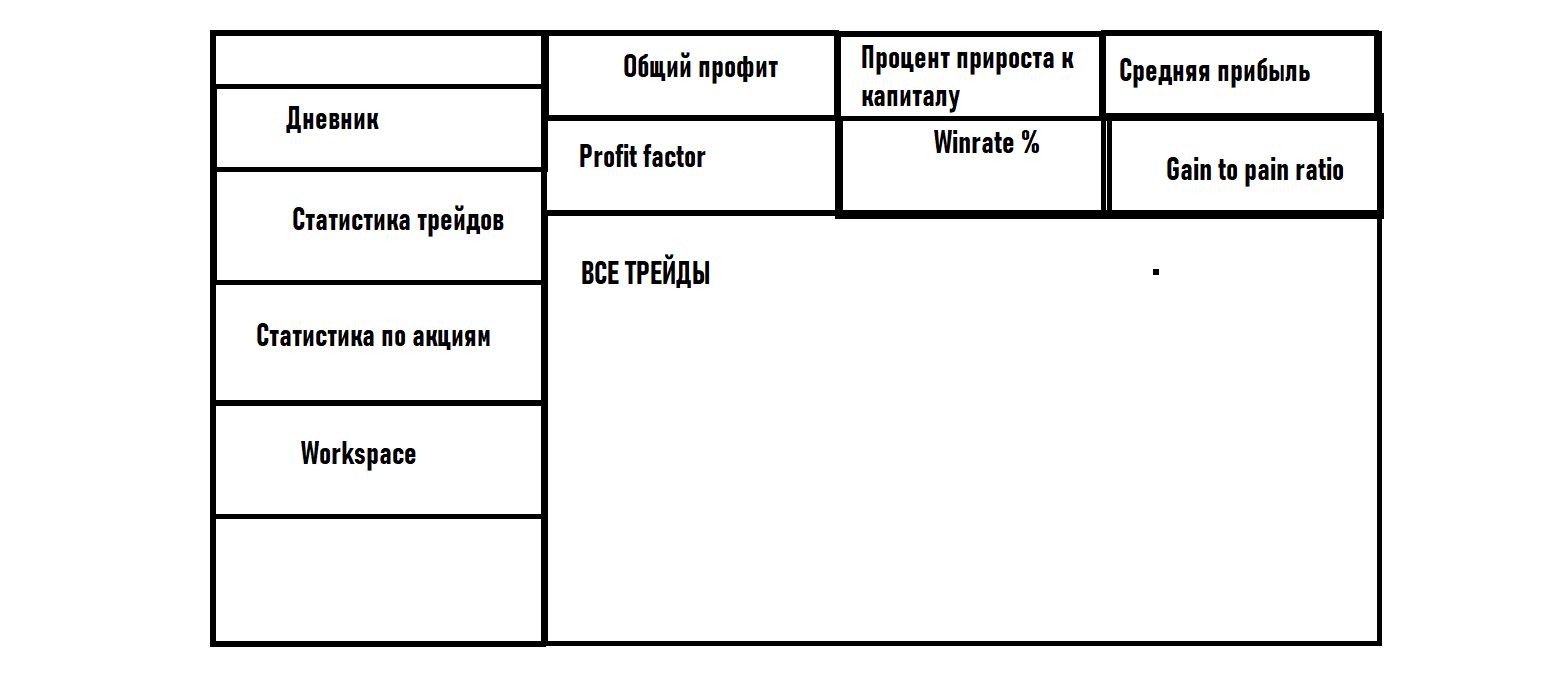 Общий профит
Процент прироста к
капиталу
Средняя прибыль
Дневник
Profit factor
Winrate %
Gain to pain ratio
Статистика трейдов
ВСЕ ТРЕЙДЫ
Статистика по акциям
Workspace